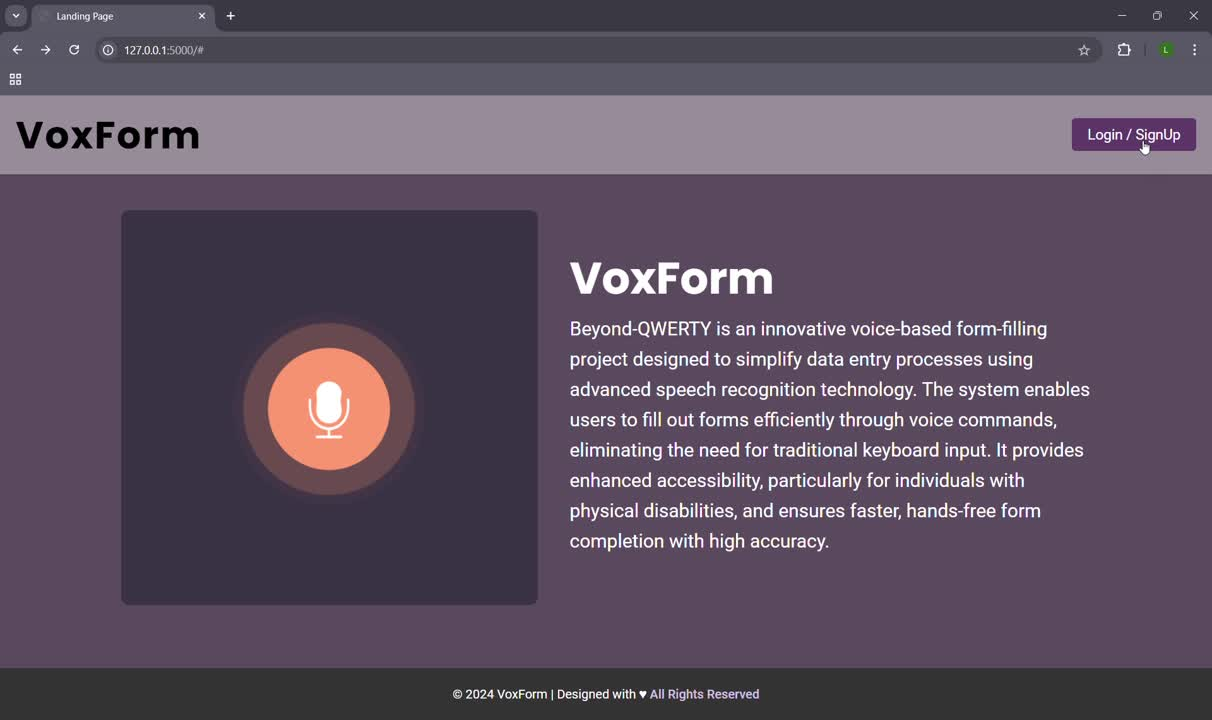 Landing Page
127.0.0.1:5000/#
L
VoxForm
Login / SignUp
VoxForm
Beyond-QWERTY is an innovative voice-based form-filling
project designed to simplify data entry processes using
advanced speech recognition technology. The system enables
users to fill out forms efficiently through voice commands,
eliminating the need for traditional keyboard input. It provides
enhanced accessibility, particularly for individuals with
physical disabilities, and ensures faster, hands-free form
completion with high accuracy.
© 2024 VoxForm | Designed with ♥ All Rights Reserved